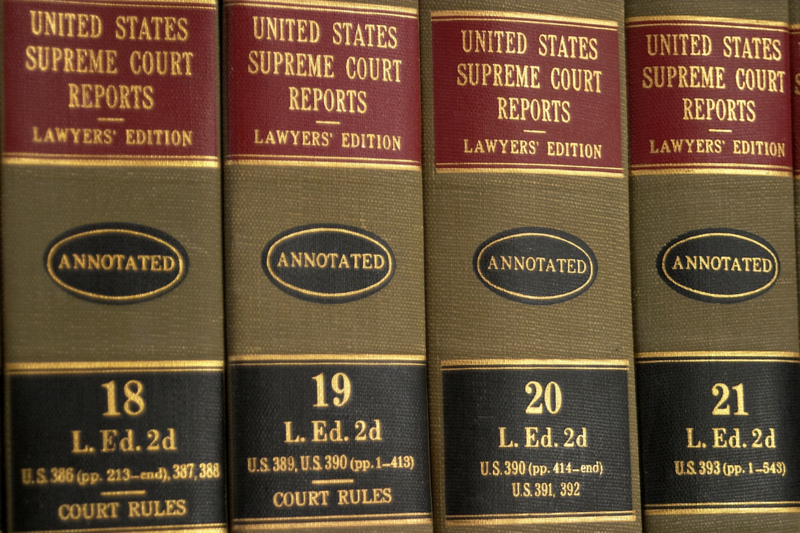 UNITED STATES
SUPREME COURT
REPORTS
LAWYERS' EDITION
ANNOTATED
18
L. Ed. 2d
U.S. 386 (pp. 213–end), 387, 388
COURT RULES
UNITED STATES
SUPREME COURT
REPORTS
LAWYERS' EDITION
ANNOTATED
19
L. Ed. 2d
U.S. 389, U.S. 390 (pp. 1–413)
COURT RULES
UNITED STATES
SUPREME COURT
REPORTS
LAWYERS' EDITION
ANNOTATED
20
L. Ed. 2d
U.S. 390 (pp. 414–end)
U.S. 391, 392
UNITED STATES
SUPREME COURT
REPORTS
LAWYERS' EDITION
ANNOTATED
21
L. Ed. 2d
U.S. 393 (pp. 1–543)